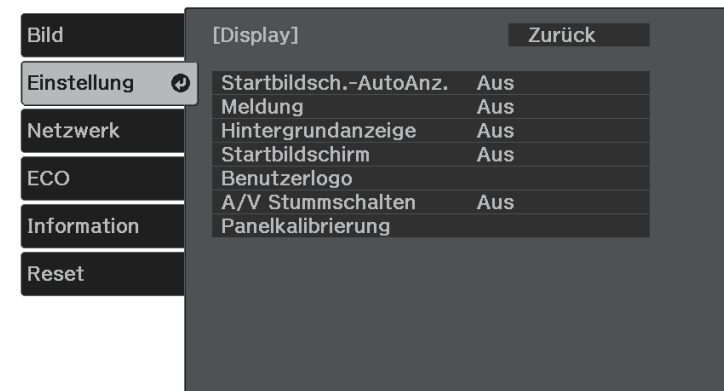 Bild
Einstellung
Netzwerk
ECO
Information
Reset
[Display] Zurück
Startbildsch.-AutoAnz. Aus
Meldung Aus
Hintergrundanzeige Aus
Startbildschirm Aus
Benutzerlogo
A/V Stummschalten Aus
Panelkalibrierung